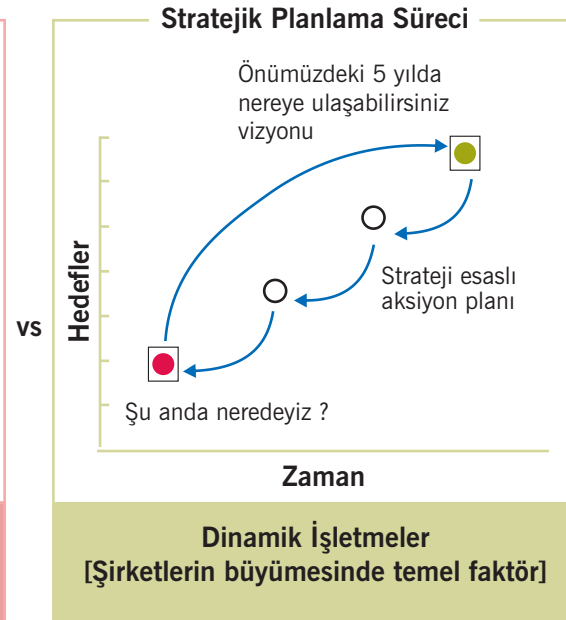 Stratejik Planlama Süreci
Önümüzdeki 5 yılda
nereye ulaşabilirsiniz
vizyonu
Hedefler
vs
Strateji esaslı
aksiyon planı
Şu anda neredeyiz ?
Zaman
Dinamik İşletmeler
[Şirketlerin büyümesinde temel faktör]